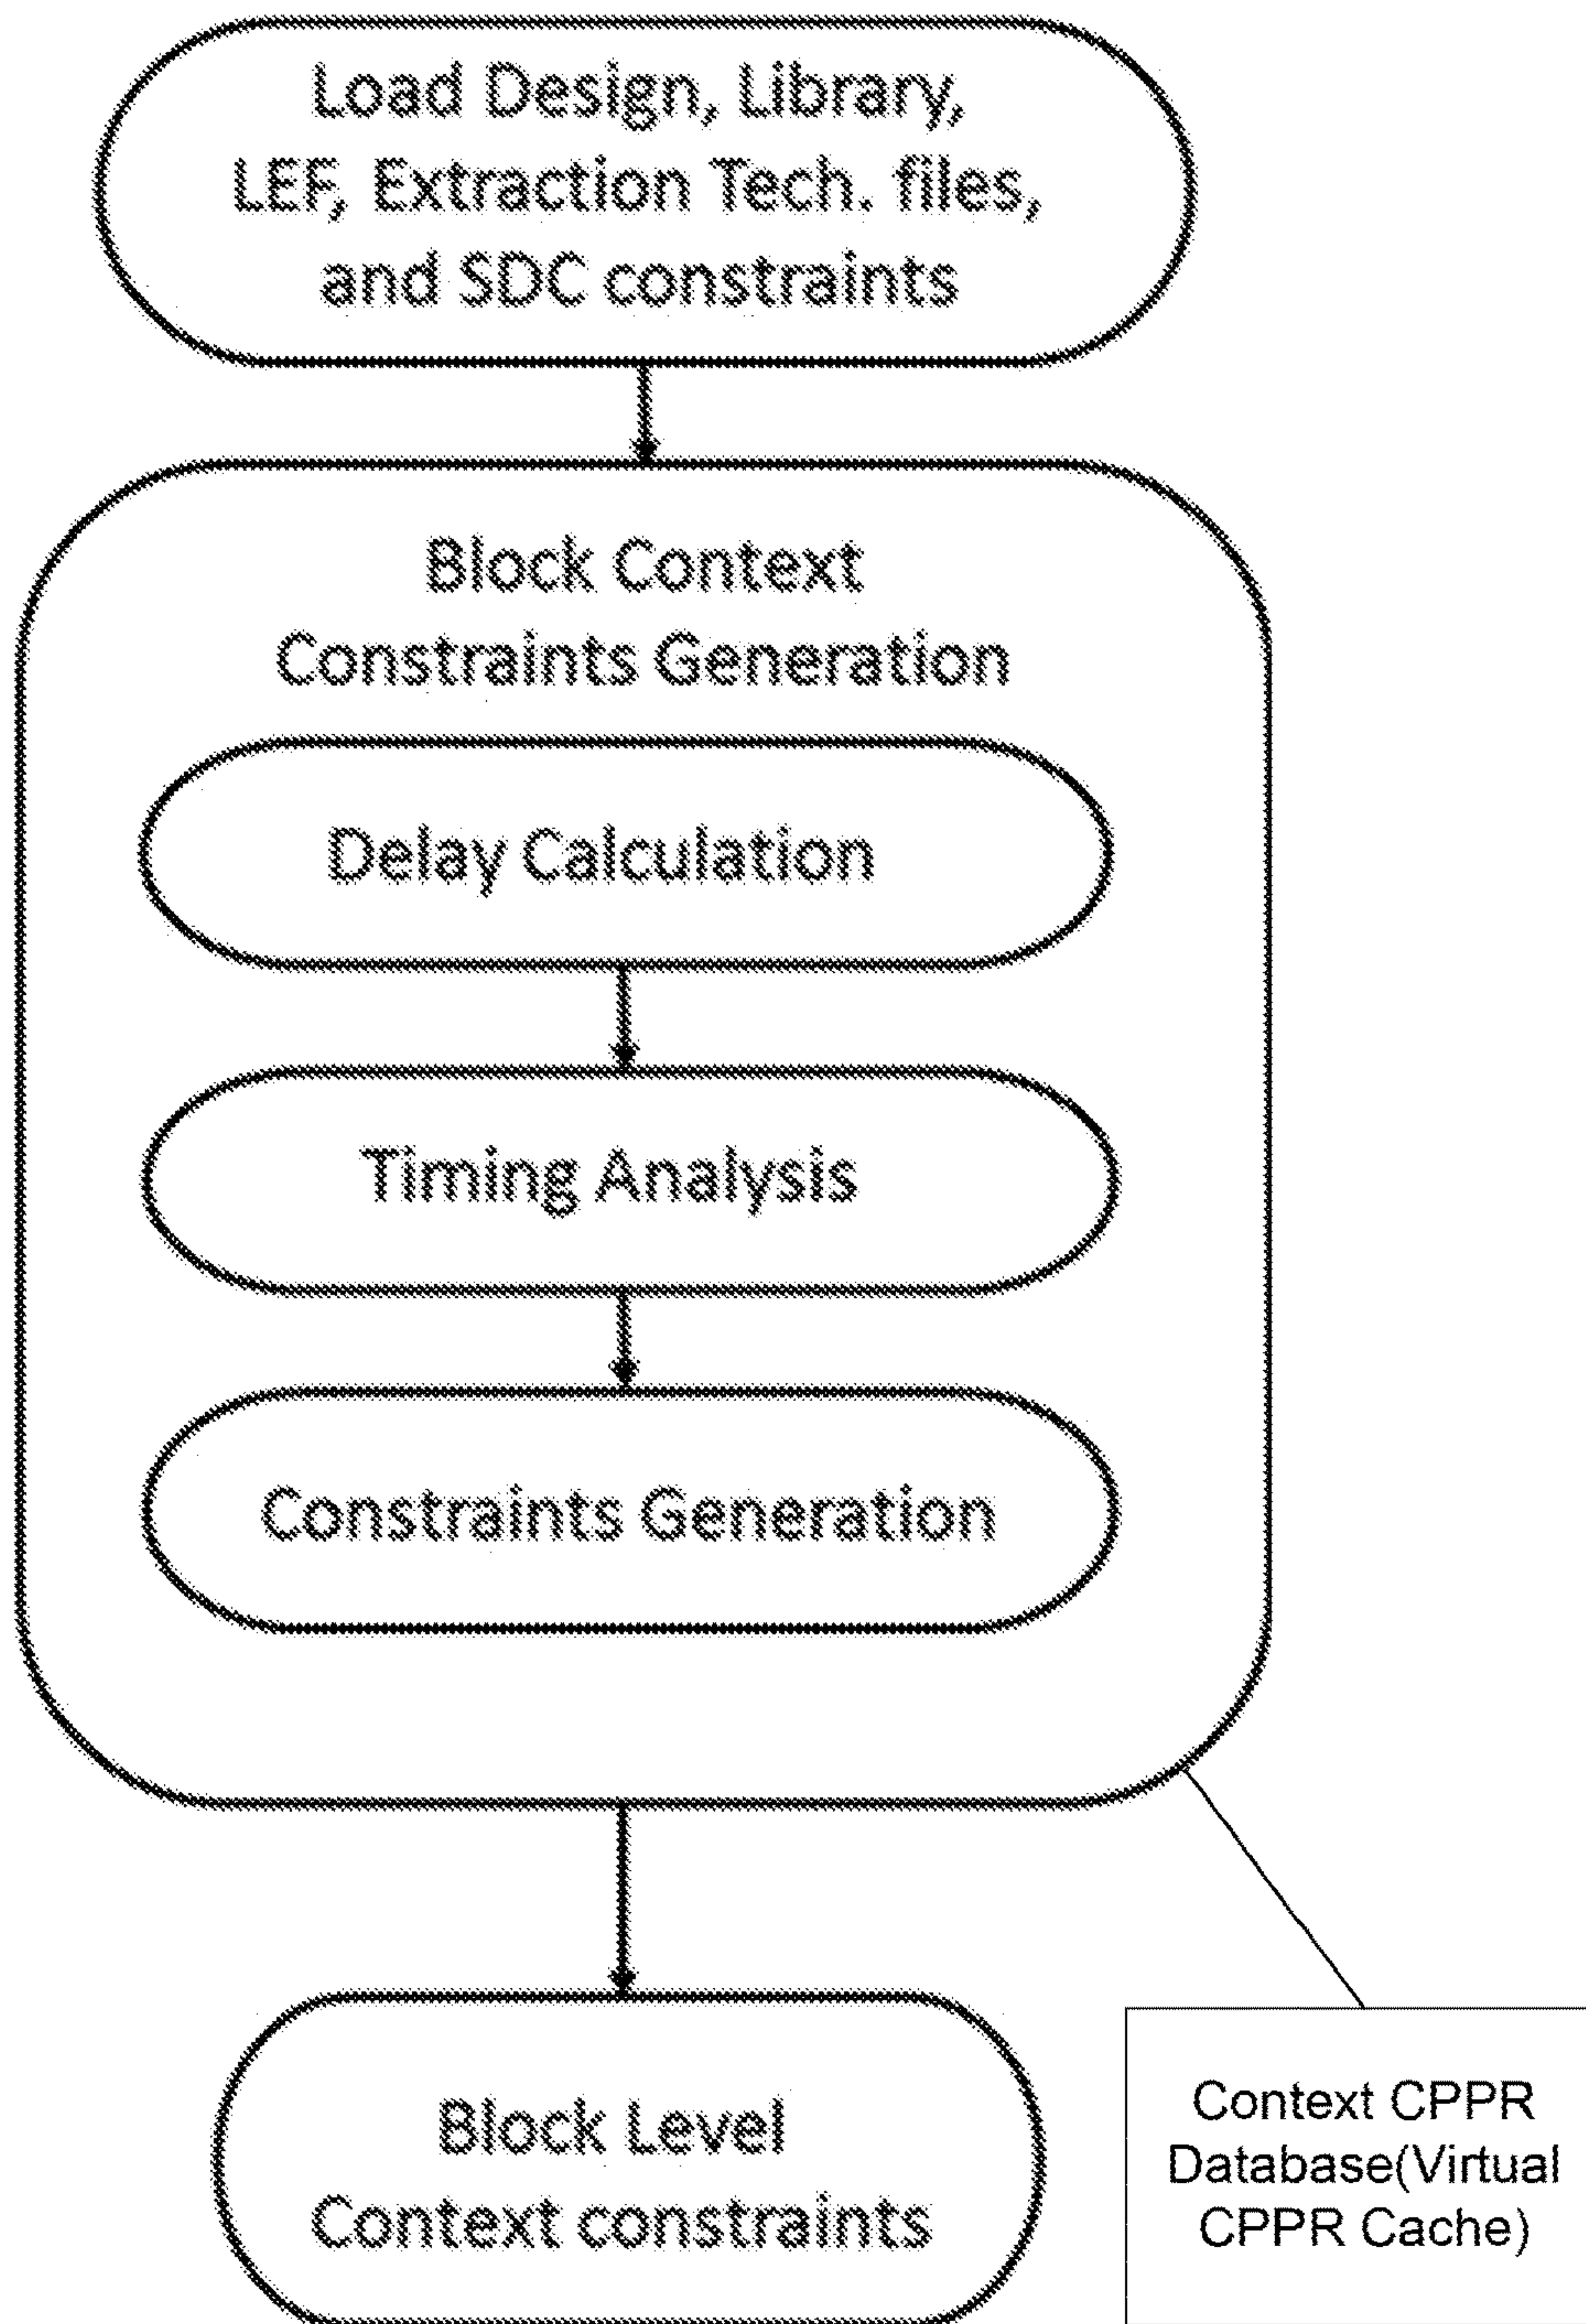 Load Design, Library,
LEF, Extraction Tech. files,
and SDC constraints
Block Context
Constraints Generation
Delay Calculation
Timing Analysis
Constraints Generation
Block Level
Context constraints
Context CPPR
Database(Virtual
CPPR Cache)